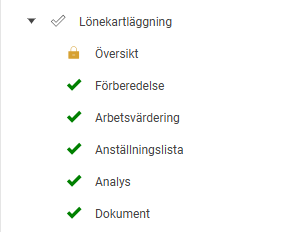 Lönekartläggning
Översikt
Förberedelse
Arbetsvärdering
Anställningslista
Analys
Dokument